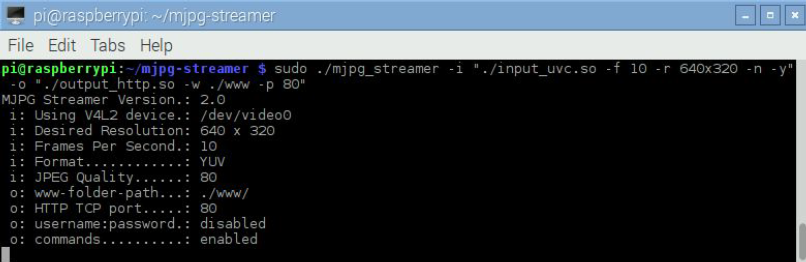 pi@raspberrypi: ~/mjpg-streamer
File Edit Tabs Help
pi@raspberrypi:~/mjpg-streamer $ sudo ./mjpg_streamer -i "./input_uvc.so -f 10 -r 640x320 -n -y"
-o "./output_http.so -w ./www -p 80"
MJPG Streamer Version.: 2.0
i: Using V4L2 device.: /dev/video0
i: Desired Resolution: 640 x 320
i: Frames Per Second.: 10
i: Format............: YUV
i: JPEG Quality......: 80
o: www-folder-path...: ./www/
o: HTTP TCP port.....: 80
o: username:password.: disabled
o: commands..........: enabled